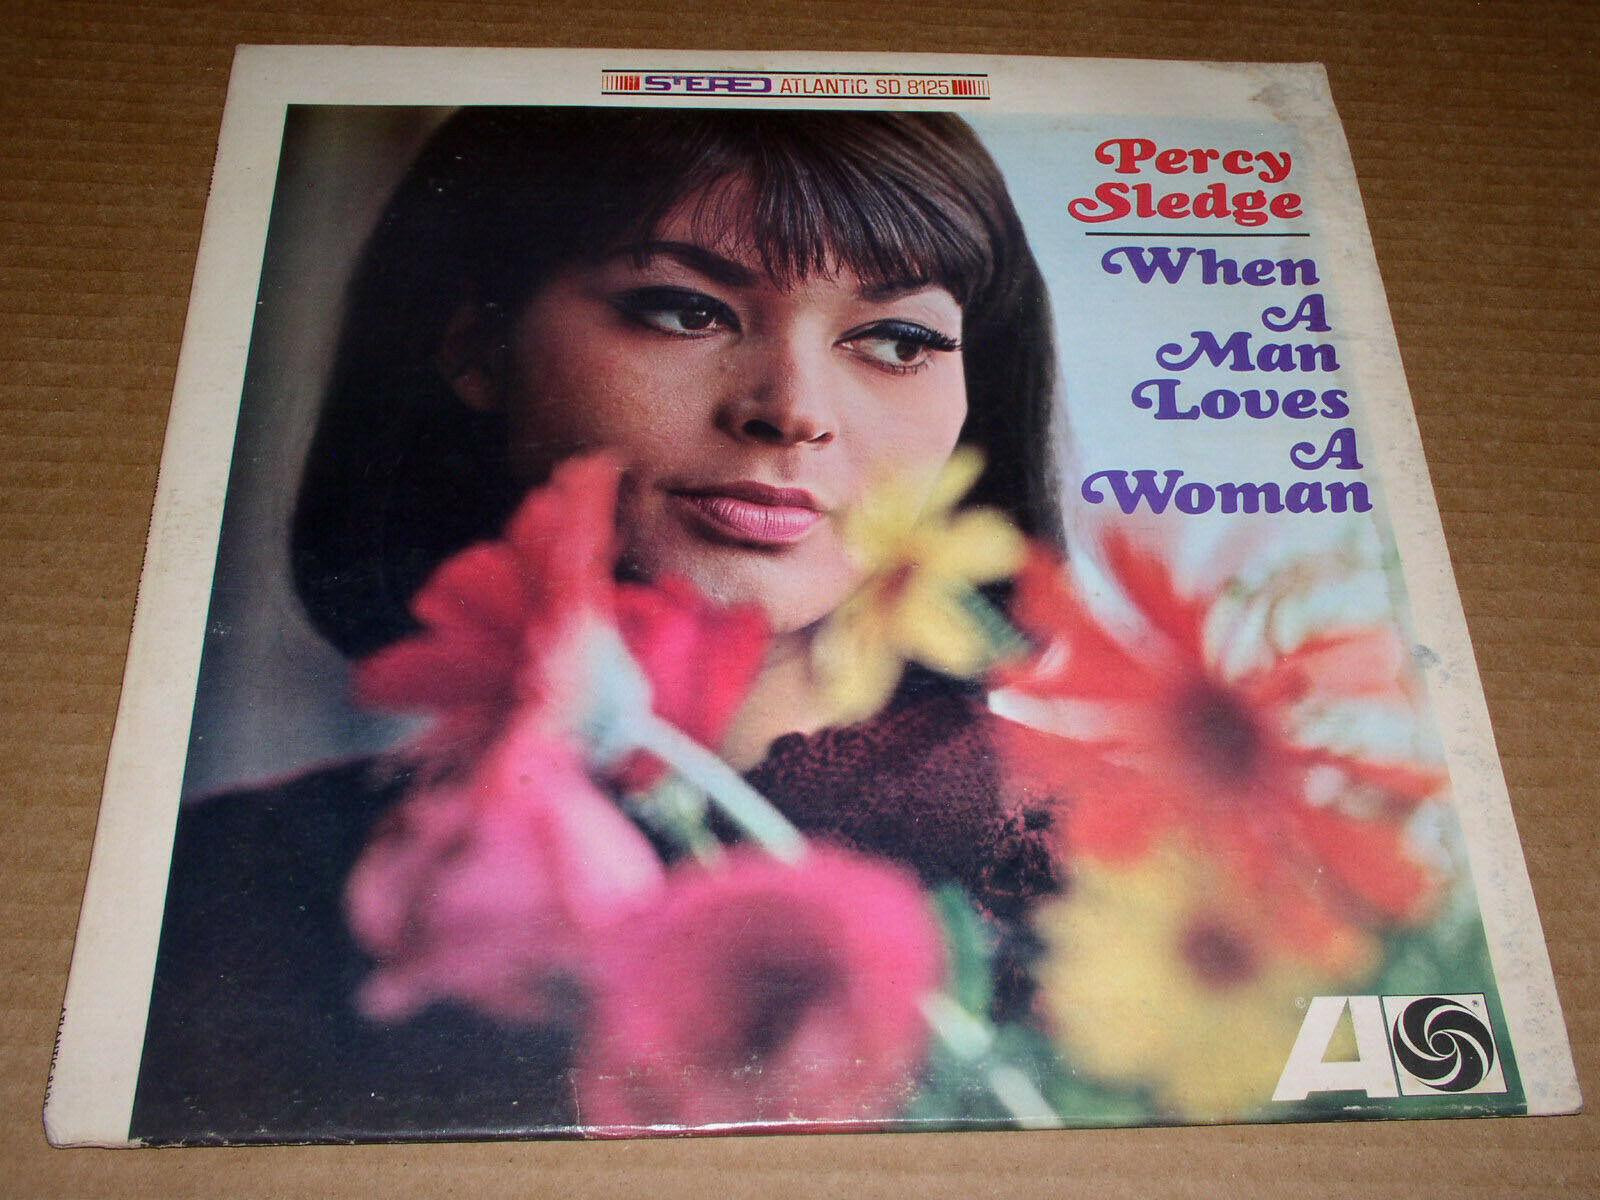 STEREO ATLANTIC SD 8125
Percy
Sledge
When
A
Man
Loves
A
Woman
© A ®